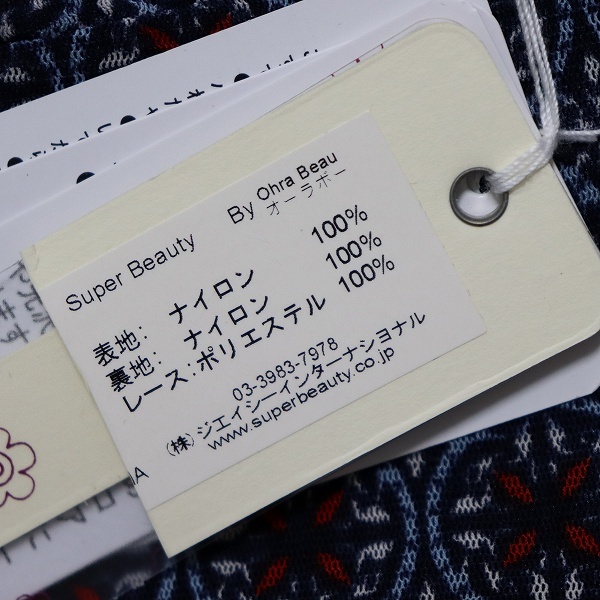 Super Beauty By Ohra Beau
オーラボー
表地: ナイロン 100%
裏地: ナイロン 100%
レース:ポリエステル 100%
03-3983-7978
(株)ジエイシーインターナショナル
www.superbeauty.co.jp
IA